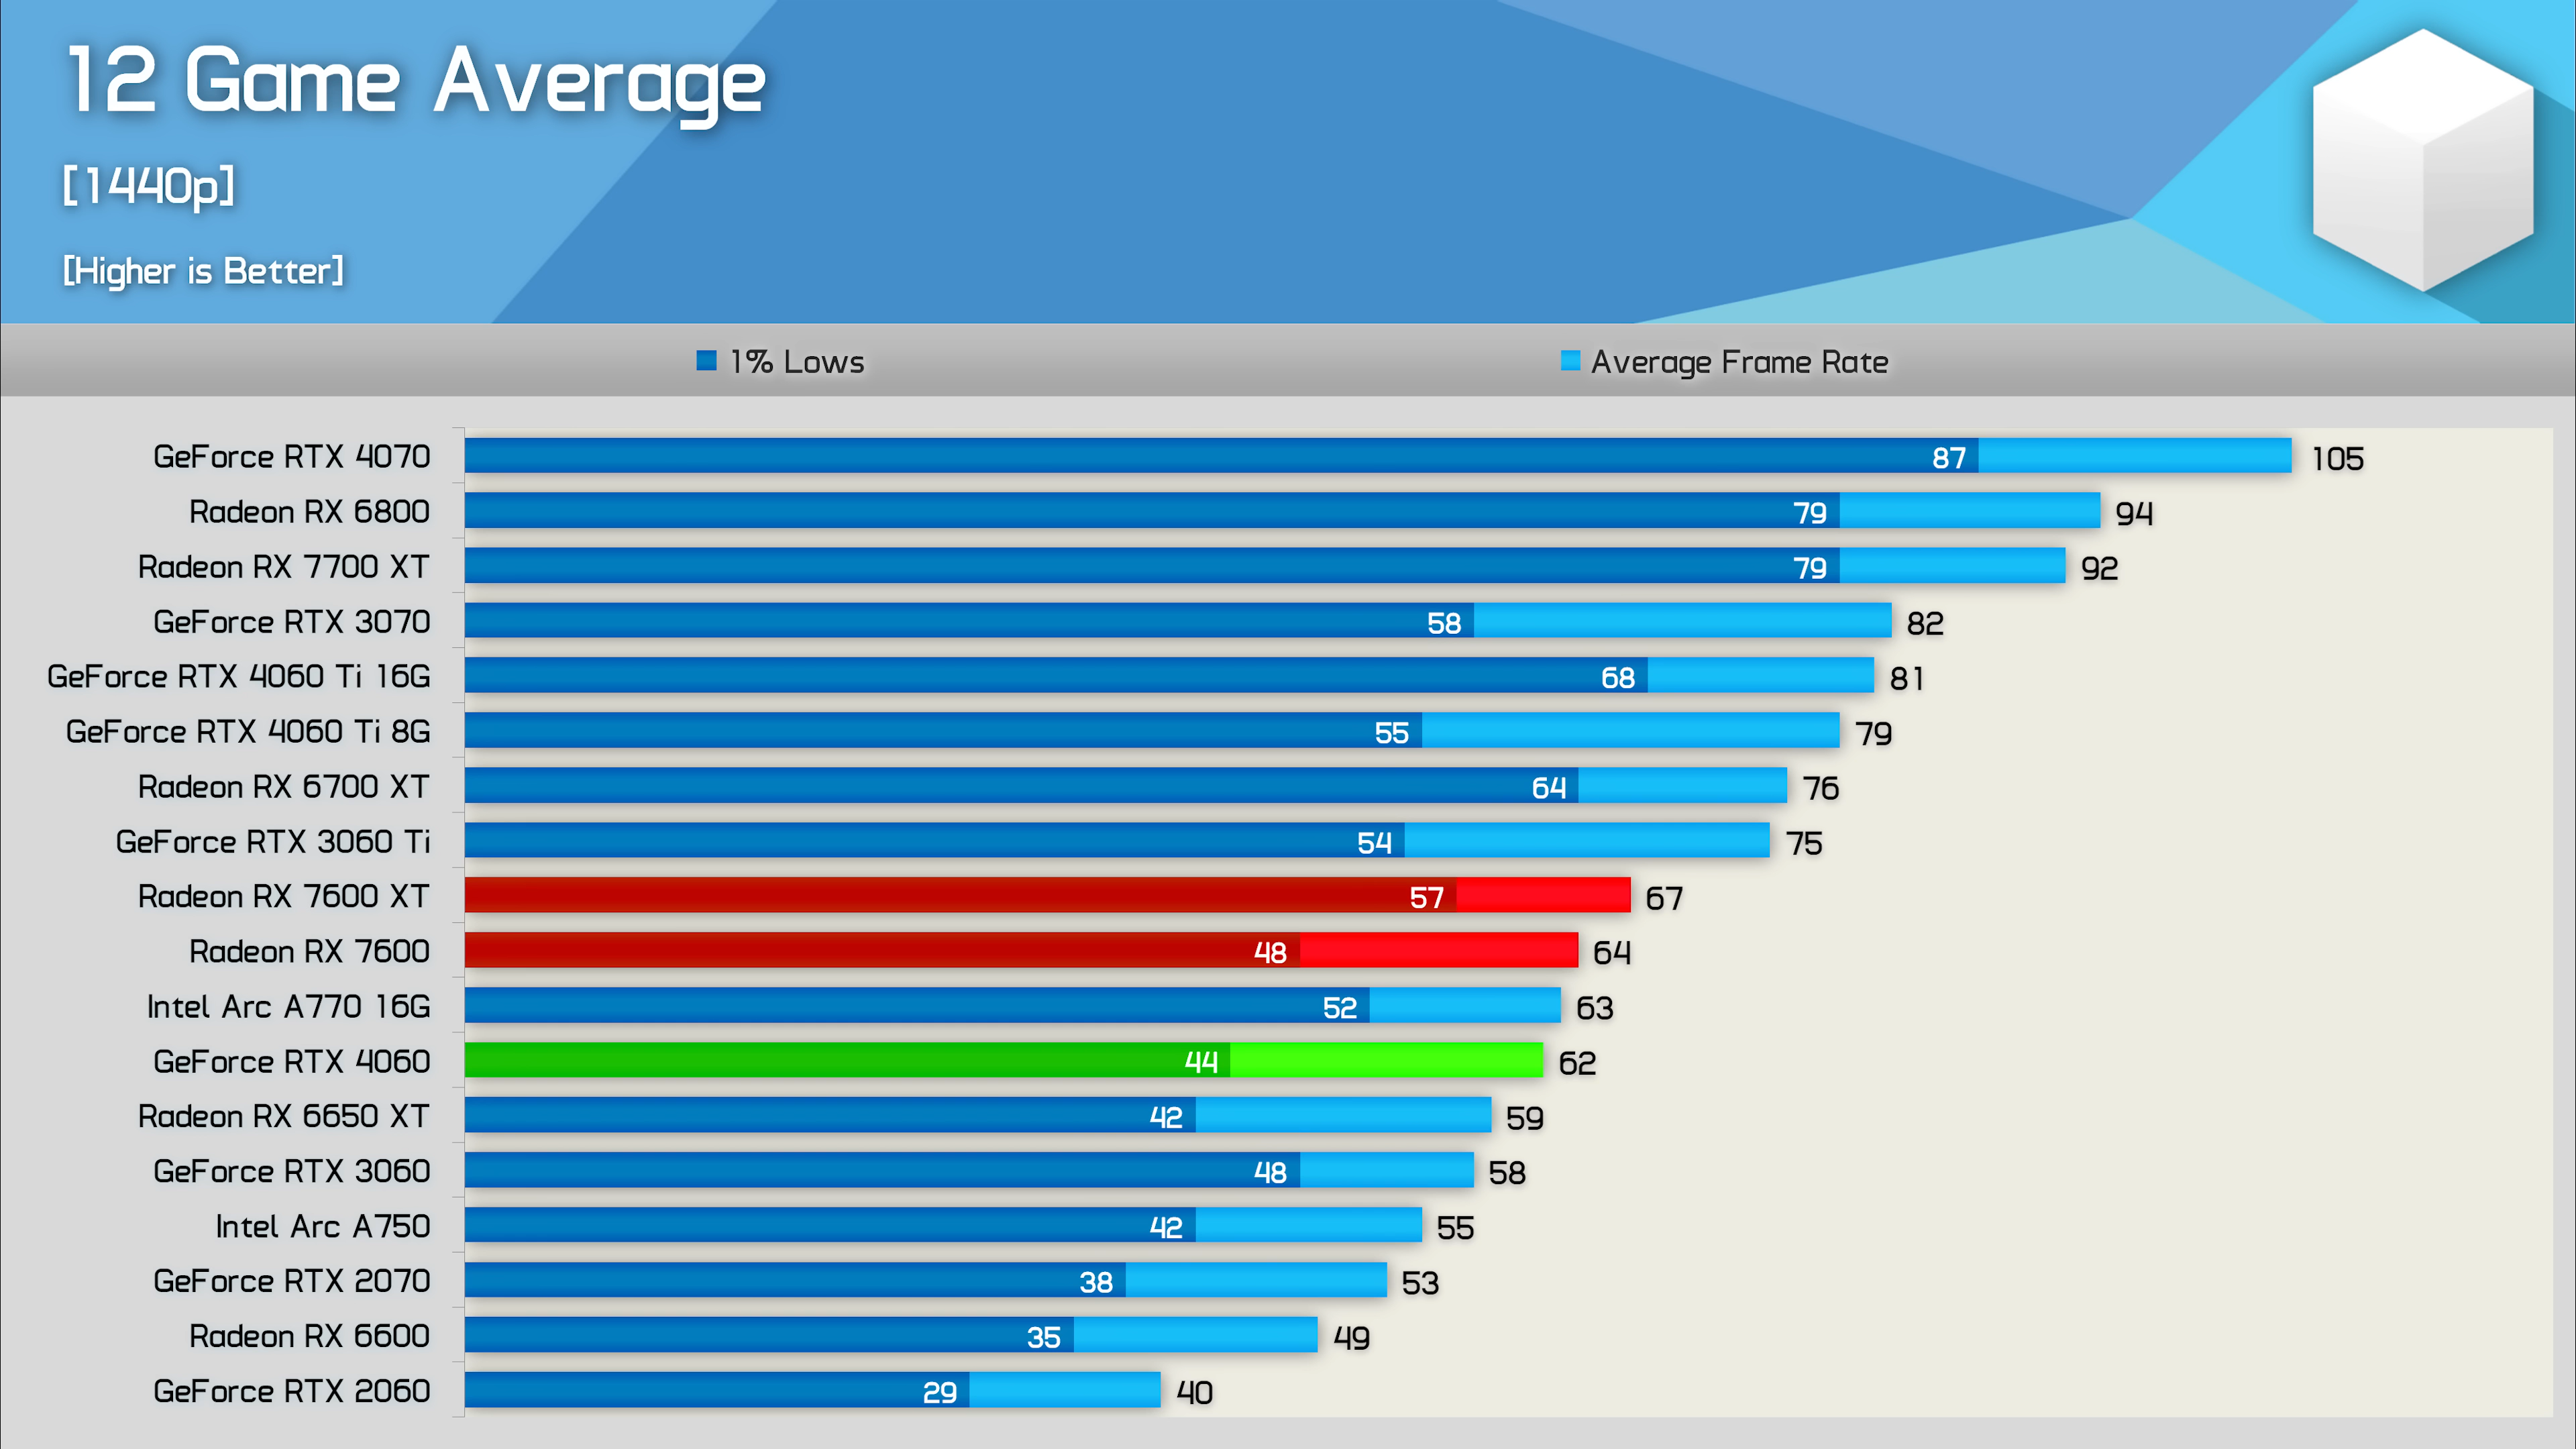 12 Game Average
[1440p]
[Higher is Better]
1% Lows Average Frame Rate
GeForce RTX 4070 87 105
Radeon RX 6800 79 94
Radeon RX 7700 XT 79 92
GeForce RTX 3070 58 82
GeForce RTX 4060 Ti 16G 68 81
GeForce RTX 4060 Ti 8G 55 79
Radeon RX 6700 XT 64 76
GeForce RTX 3060 Ti 54 75
Radeon RX 7600 XT 57 67
Radeon RX 7600 48 64
Intel Arc A770 16G 52 63
GeForce RTX 4060 44 62
Radeon RX 6650 XT 42 59
GeForce RTX 3060 48 58
Intel Arc A750 42 55
GeForce RTX 2070 38 53
Radeon RX 6600 35 49
GeForce RTX 2060 29 40